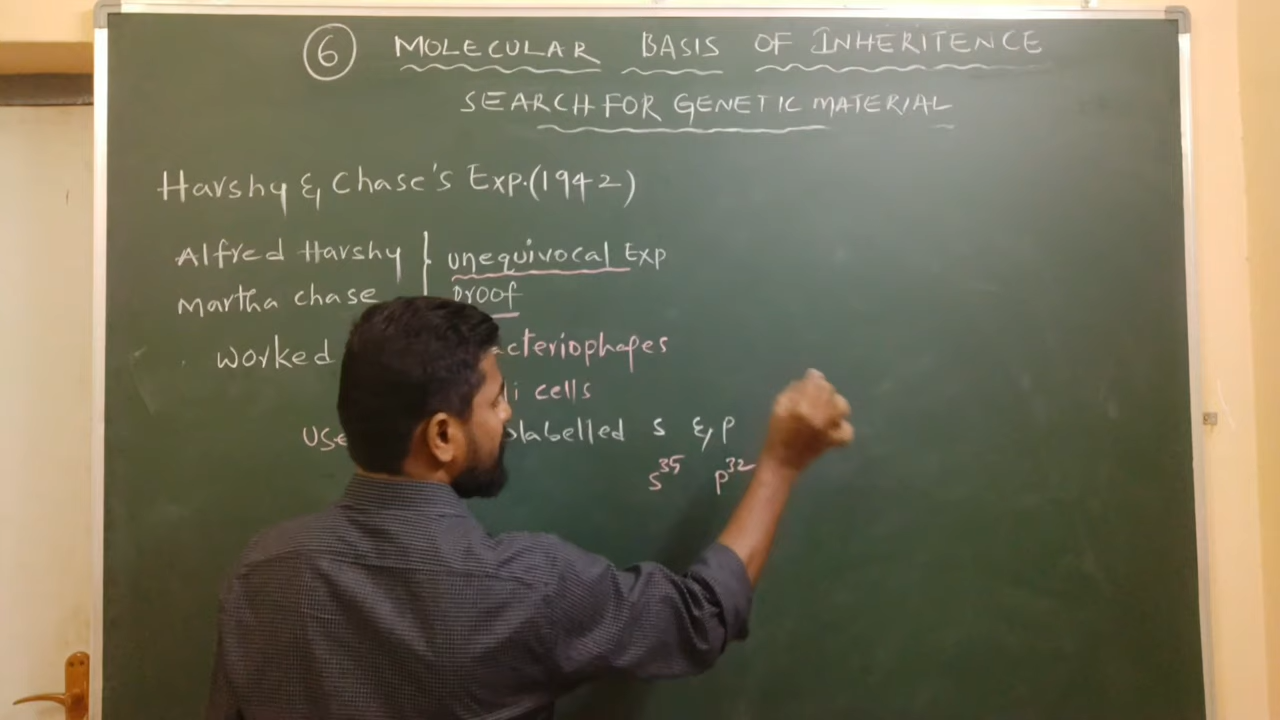 6 MOLECULAR BASIS OF INHERITENCE
SEARCH FOR GENETIC MATERIAL
Harshy & Chase's Exp.(1942)
Alfred Harshy } unequivocal Exp
Martha chase proof
worked acteriophages
i cells
use labelled S & P
S³⁵ P³²